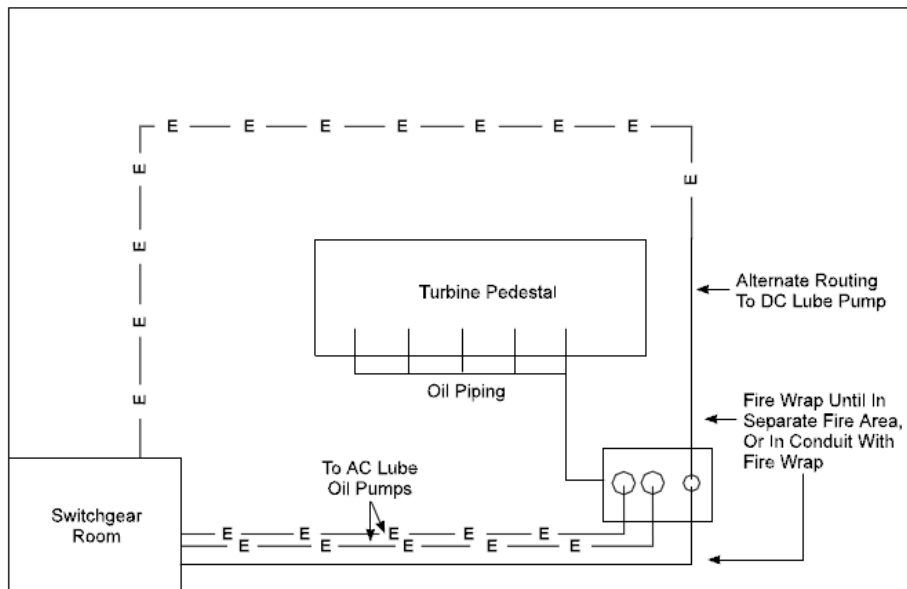 E E E E E E E
E
E
E
E
E
E
Turbine Pedestal
Alternate Routing
To DC Lube Pump
Oil Piping
Fire Wrap Until In
Separate Fire Area,
Or In Conduit With
Fire Wrap
To AC Lube
Oil Pumps
Switchgear
Room
E E E E E
E E E E E